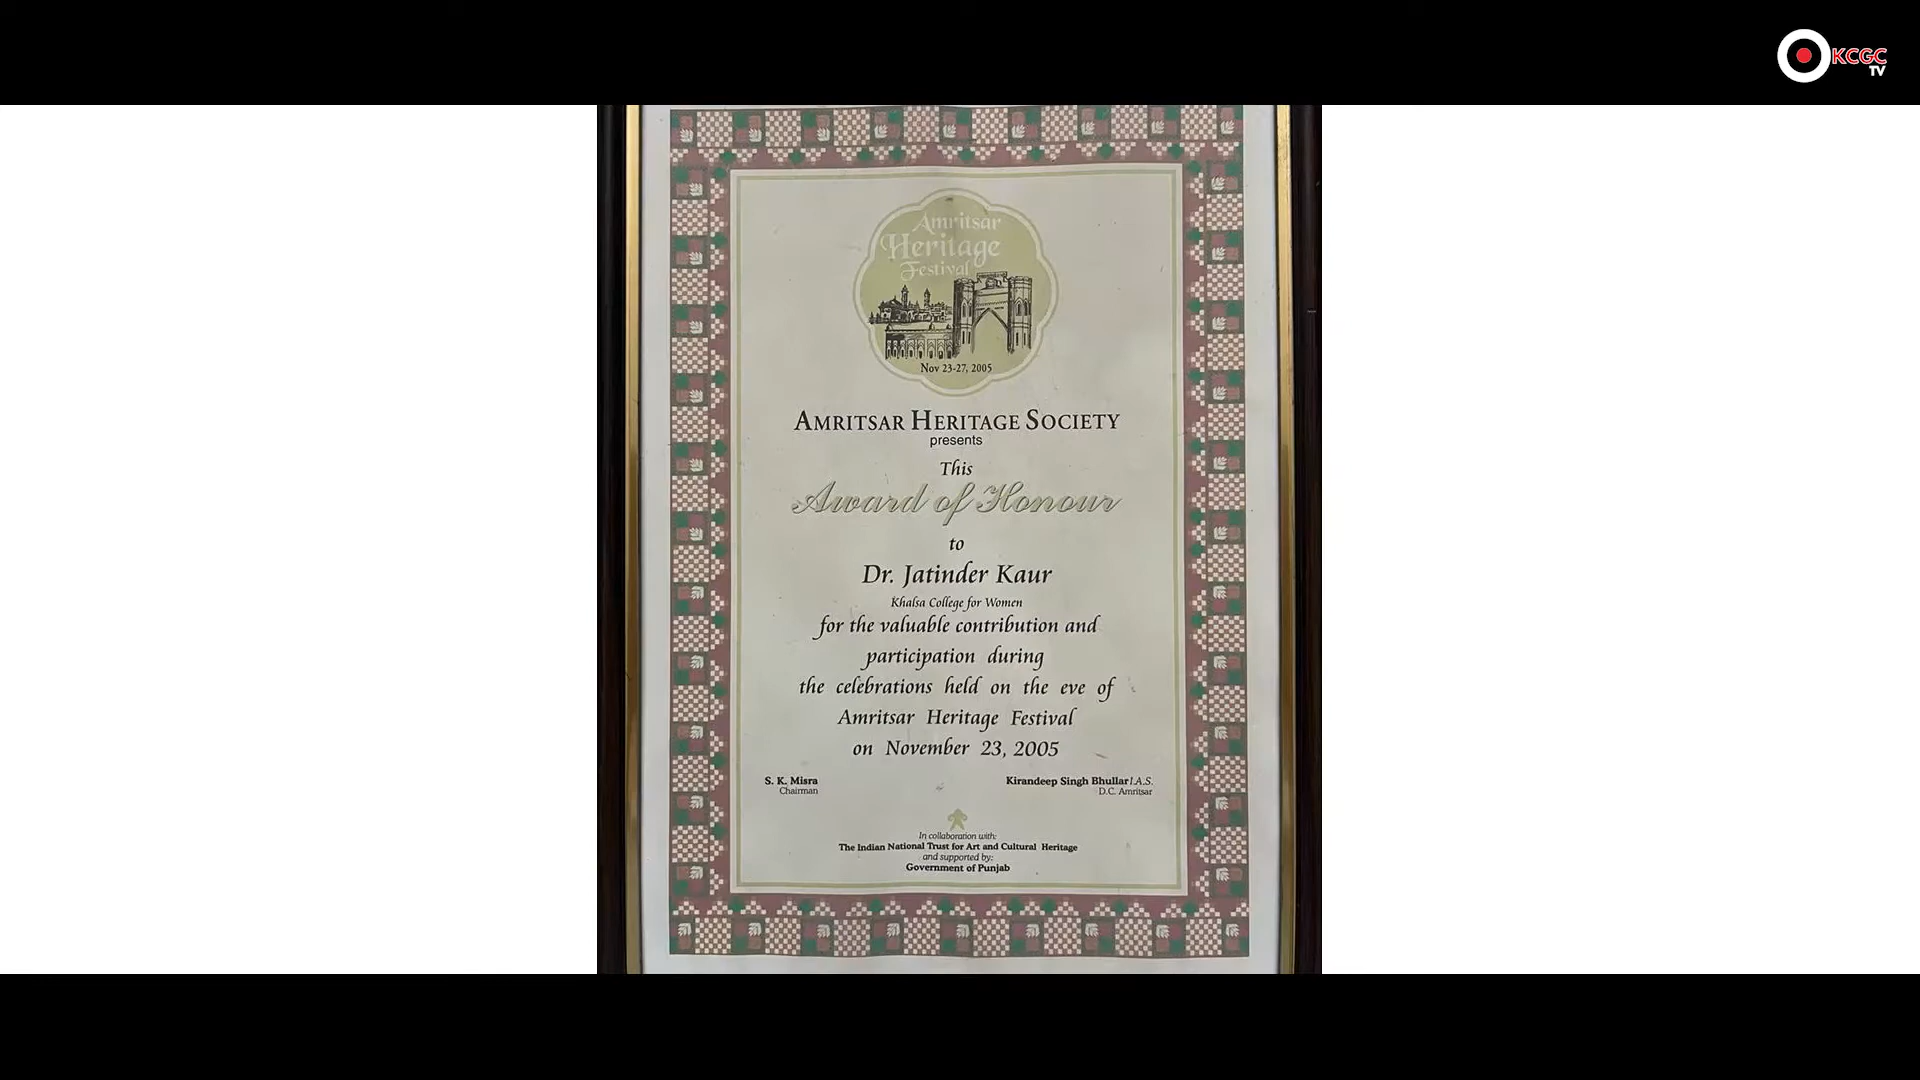 KCGC
TV
Amritsar
Heritage
Festival
Nov 23-27, 2005
AMRITSAR HERITAGE SOCIETY
presents
This
Award of Honour
to
Dr. Jatinder Kaur
Khalsa College for Women
for the valuable contribution and
participation during
the celebrations held on the eve of
Amritsar Heritage Festival
on November 23, 2005
S. K. Misra
Chairman
Kirandeep Singh Bhullar I.A.S.
D.C. Amritsar
In collaboration with:
The Indian National Trust for Art and Cultural Heritage
and supported by:
Government of Punjab